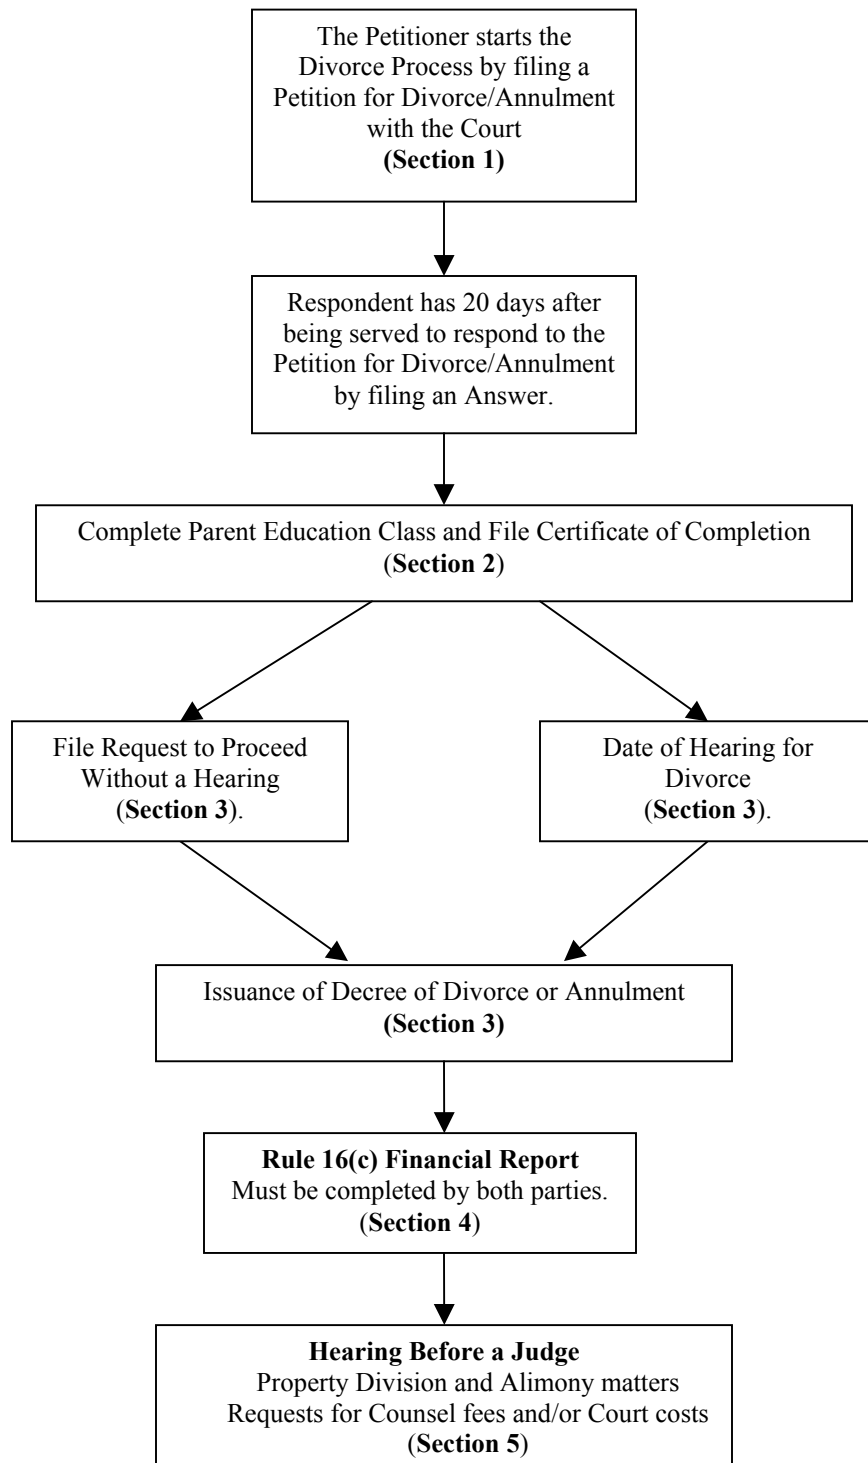 The Petitioner starts the
Divorce Process by filing a
Petition for Divorce/Annulment
with the Court
(Section 1)
Respondent has 20 days after
being served to respond to the
Petition for Divorce/Annulment
by filing an Answer.
Complete Parent Education Class and File Certificate of Completion
(Section 2)
File Request to Proceed
Without a Hearing
(Section 3).
Date of Hearing for
Divorce
(Section 3).
Issuance of Decree of Divorce or Annulment
(Section 3)
Rule 16(c) Financial Report
Must be completed by both parties.
(Section 4)
Hearing Before a Judge
Property Division and Alimony matters
Requests for Counsel fees and/or Court costs
(Section 5)